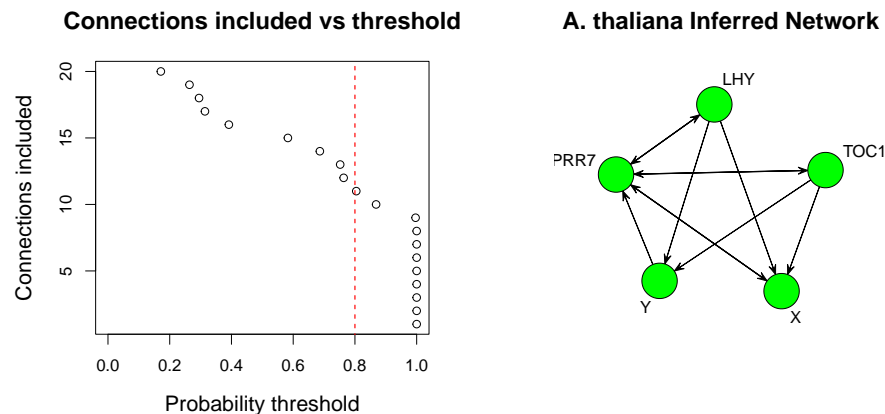 Connections included vs threshold
Connections included
20
15
10
5
0.0 0.2 0.4 0.6 0.8 1.0
Probability threshold
A. thaliana Inferred Network
LHY
TOC1
PRR7
Y
X